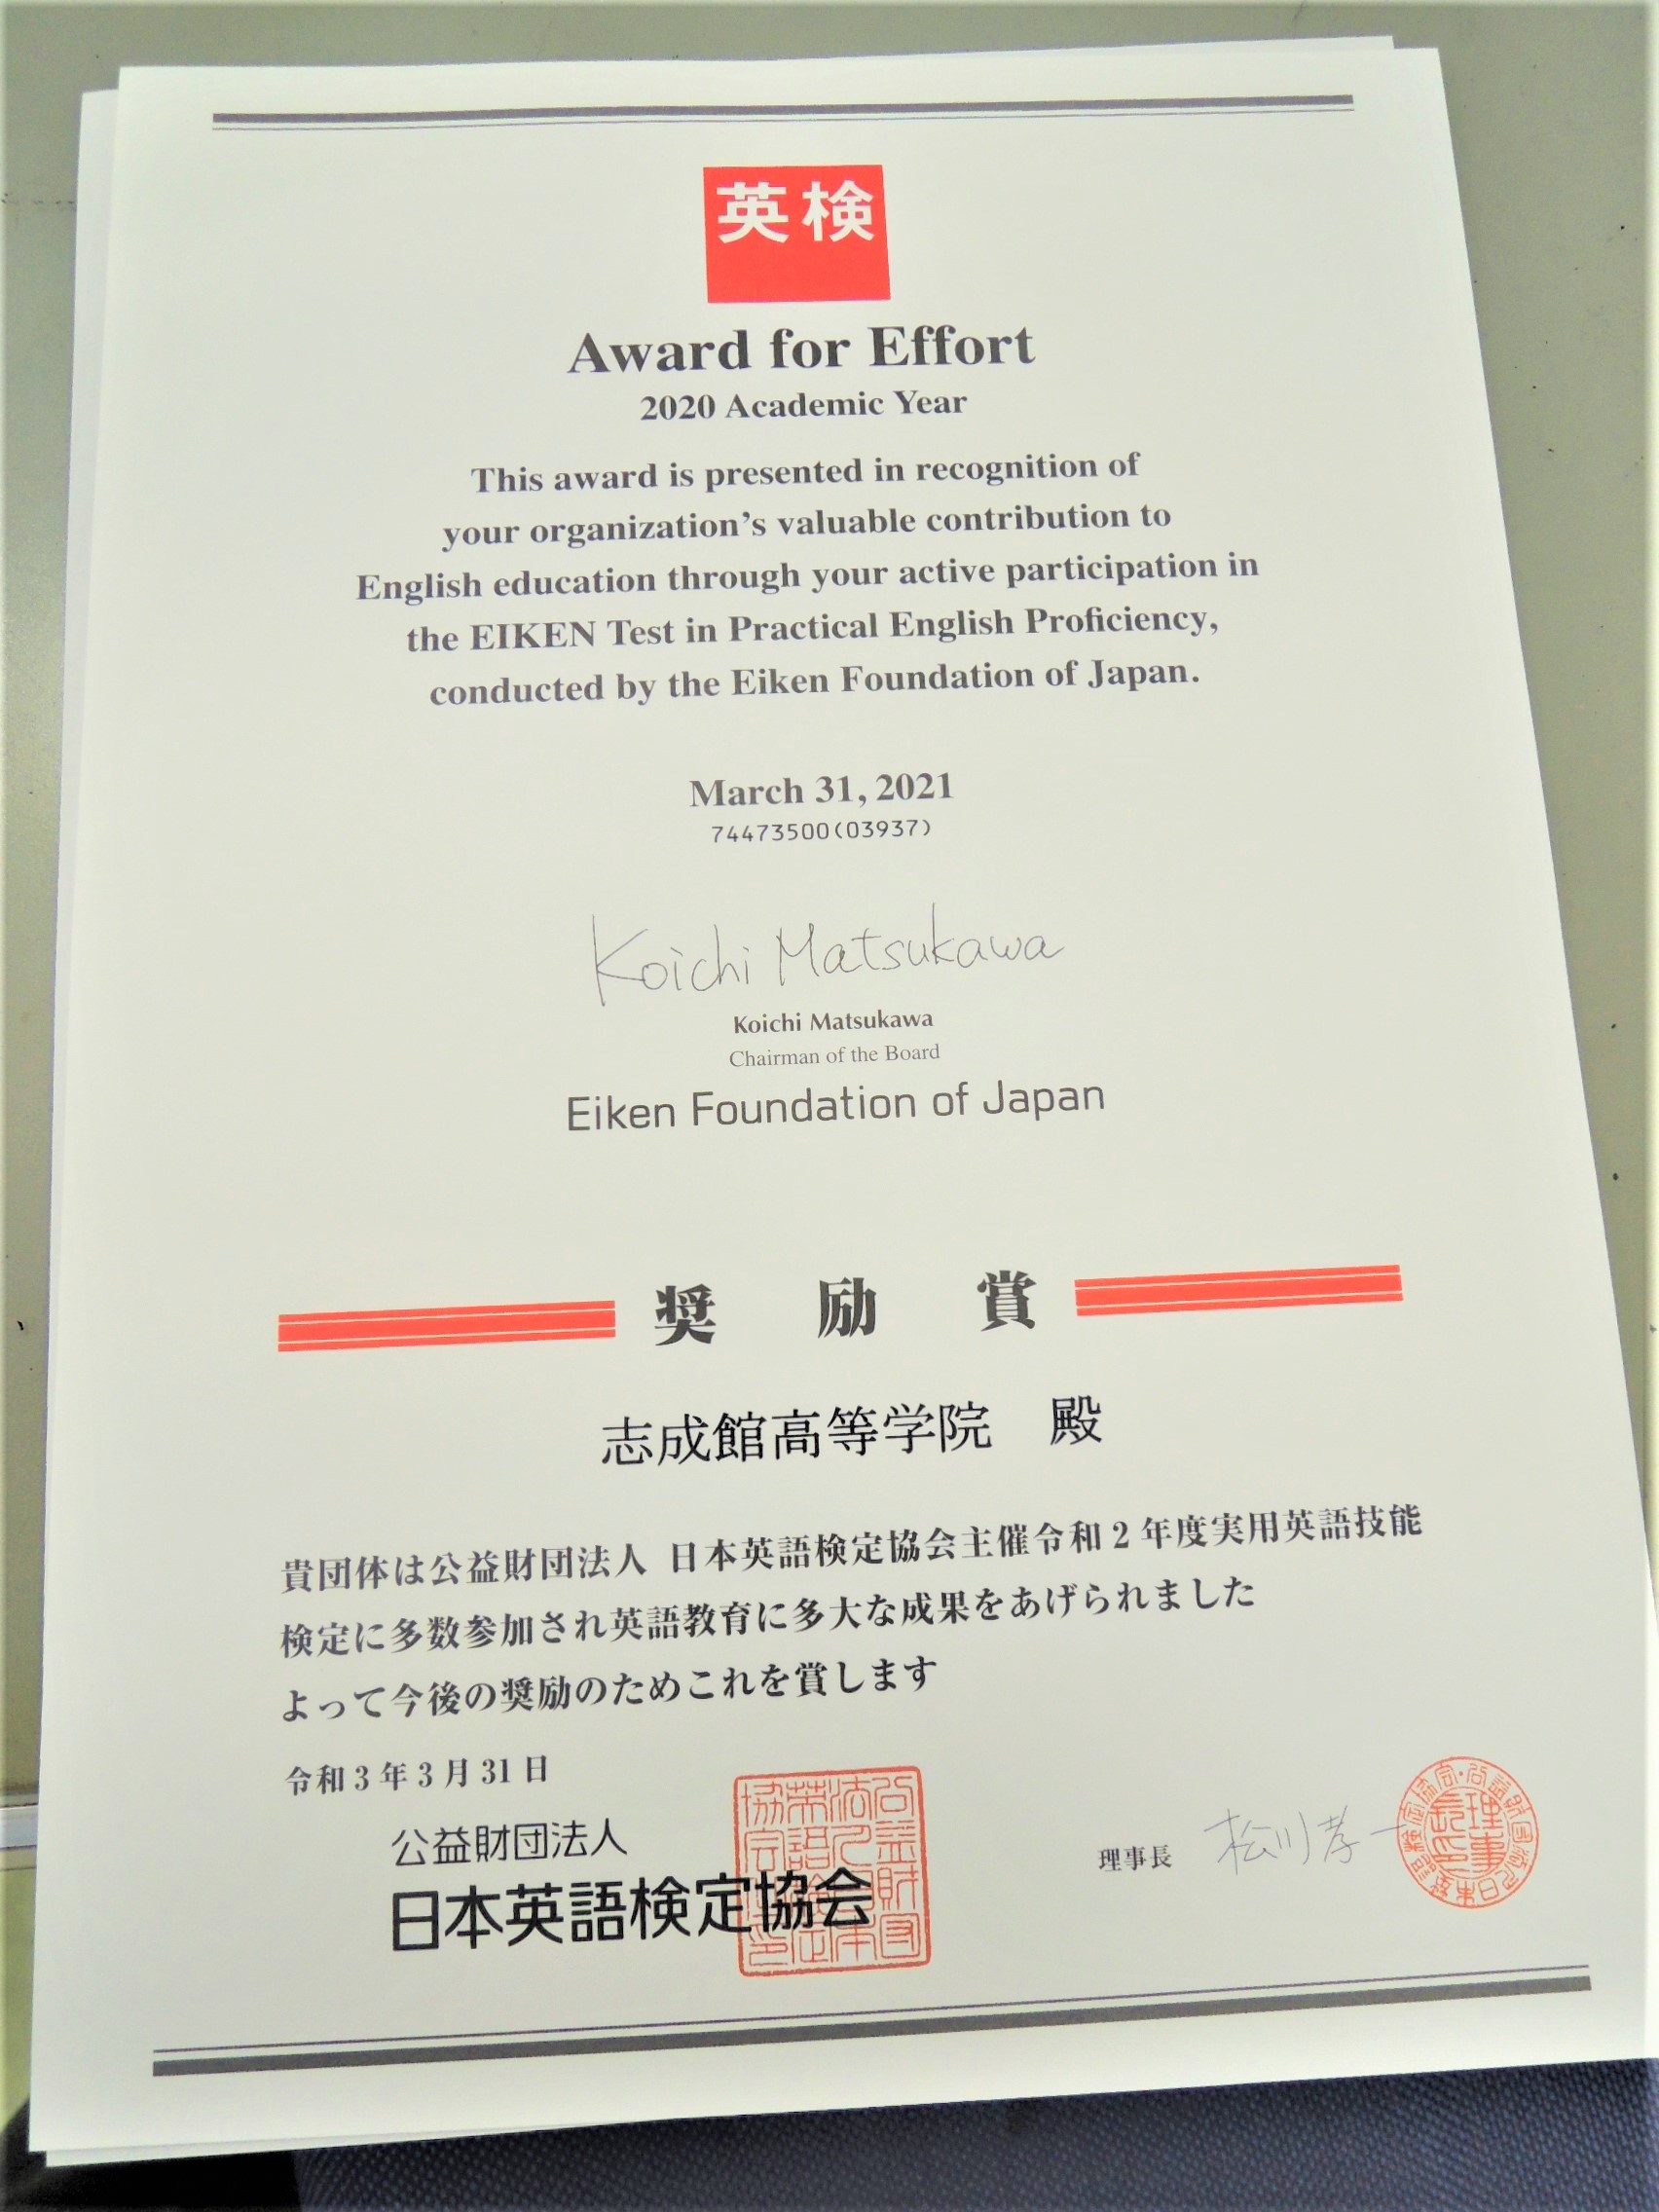 英検
Award for Effort
2020 Academic Year
This award is presented in recognition of
your organization's valuable contribution to
English education through your active participation in
the EIKEN Test in Practical English Proficiency,
conducted by the Eiken Foundation of Japan.
March 31, 2021
74473500(03937)
Koichi Matsukawa
Koichi Matsukawa
Chairman of the Board
Eiken Foundation of Japan
奨励賞
志成館高等学院　殿
貴団体は公益財団法人 日本英語検定協会主催令和2年度実用英語技能
検定に多数参加され英語教育に多大な成果をあげられました
よって今後の奨励のためこれを賞します
令和3年3月31日
公益財団法人
日本英語検定協会
理事長 松川孝一